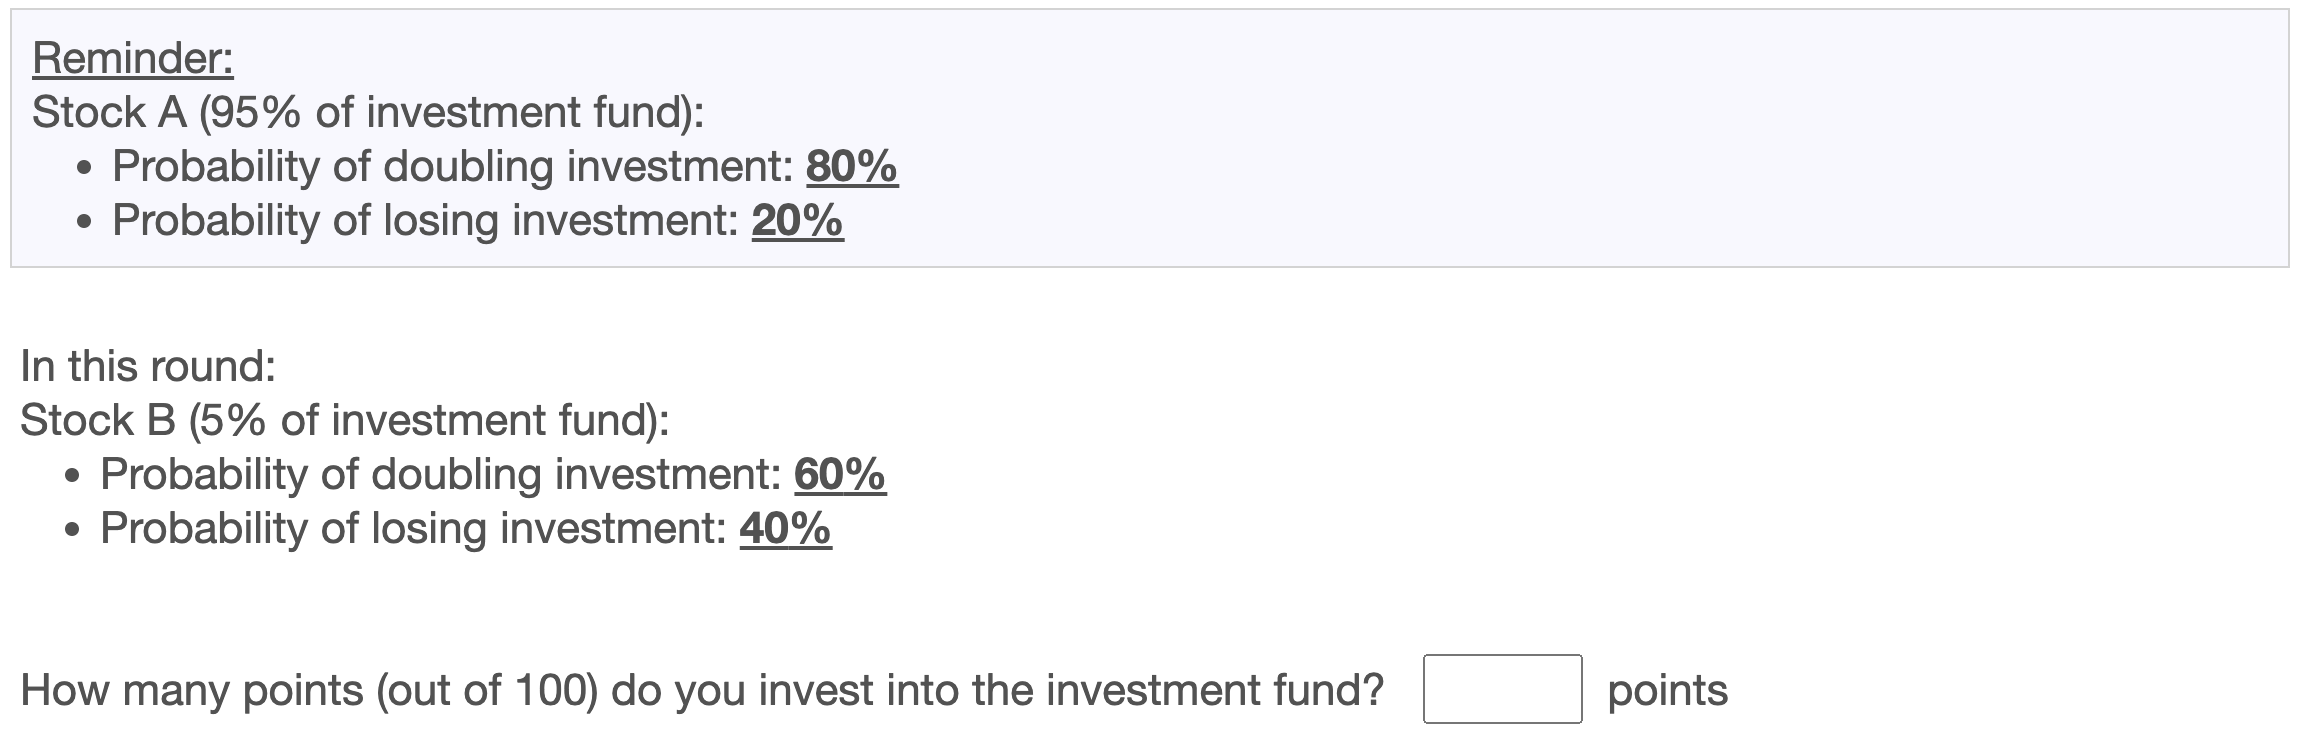 Reminder:
Stock A (95% of investment fund):
• Probability of doubling investment: 80%
• Probability of losing investment: 20%
In this round:
Stock B (5% of investment fund):
• Probability of doubling investment: 60%
• Probability of losing investment: 40%
How many points (out of 100) do you invest into the investment fund? points